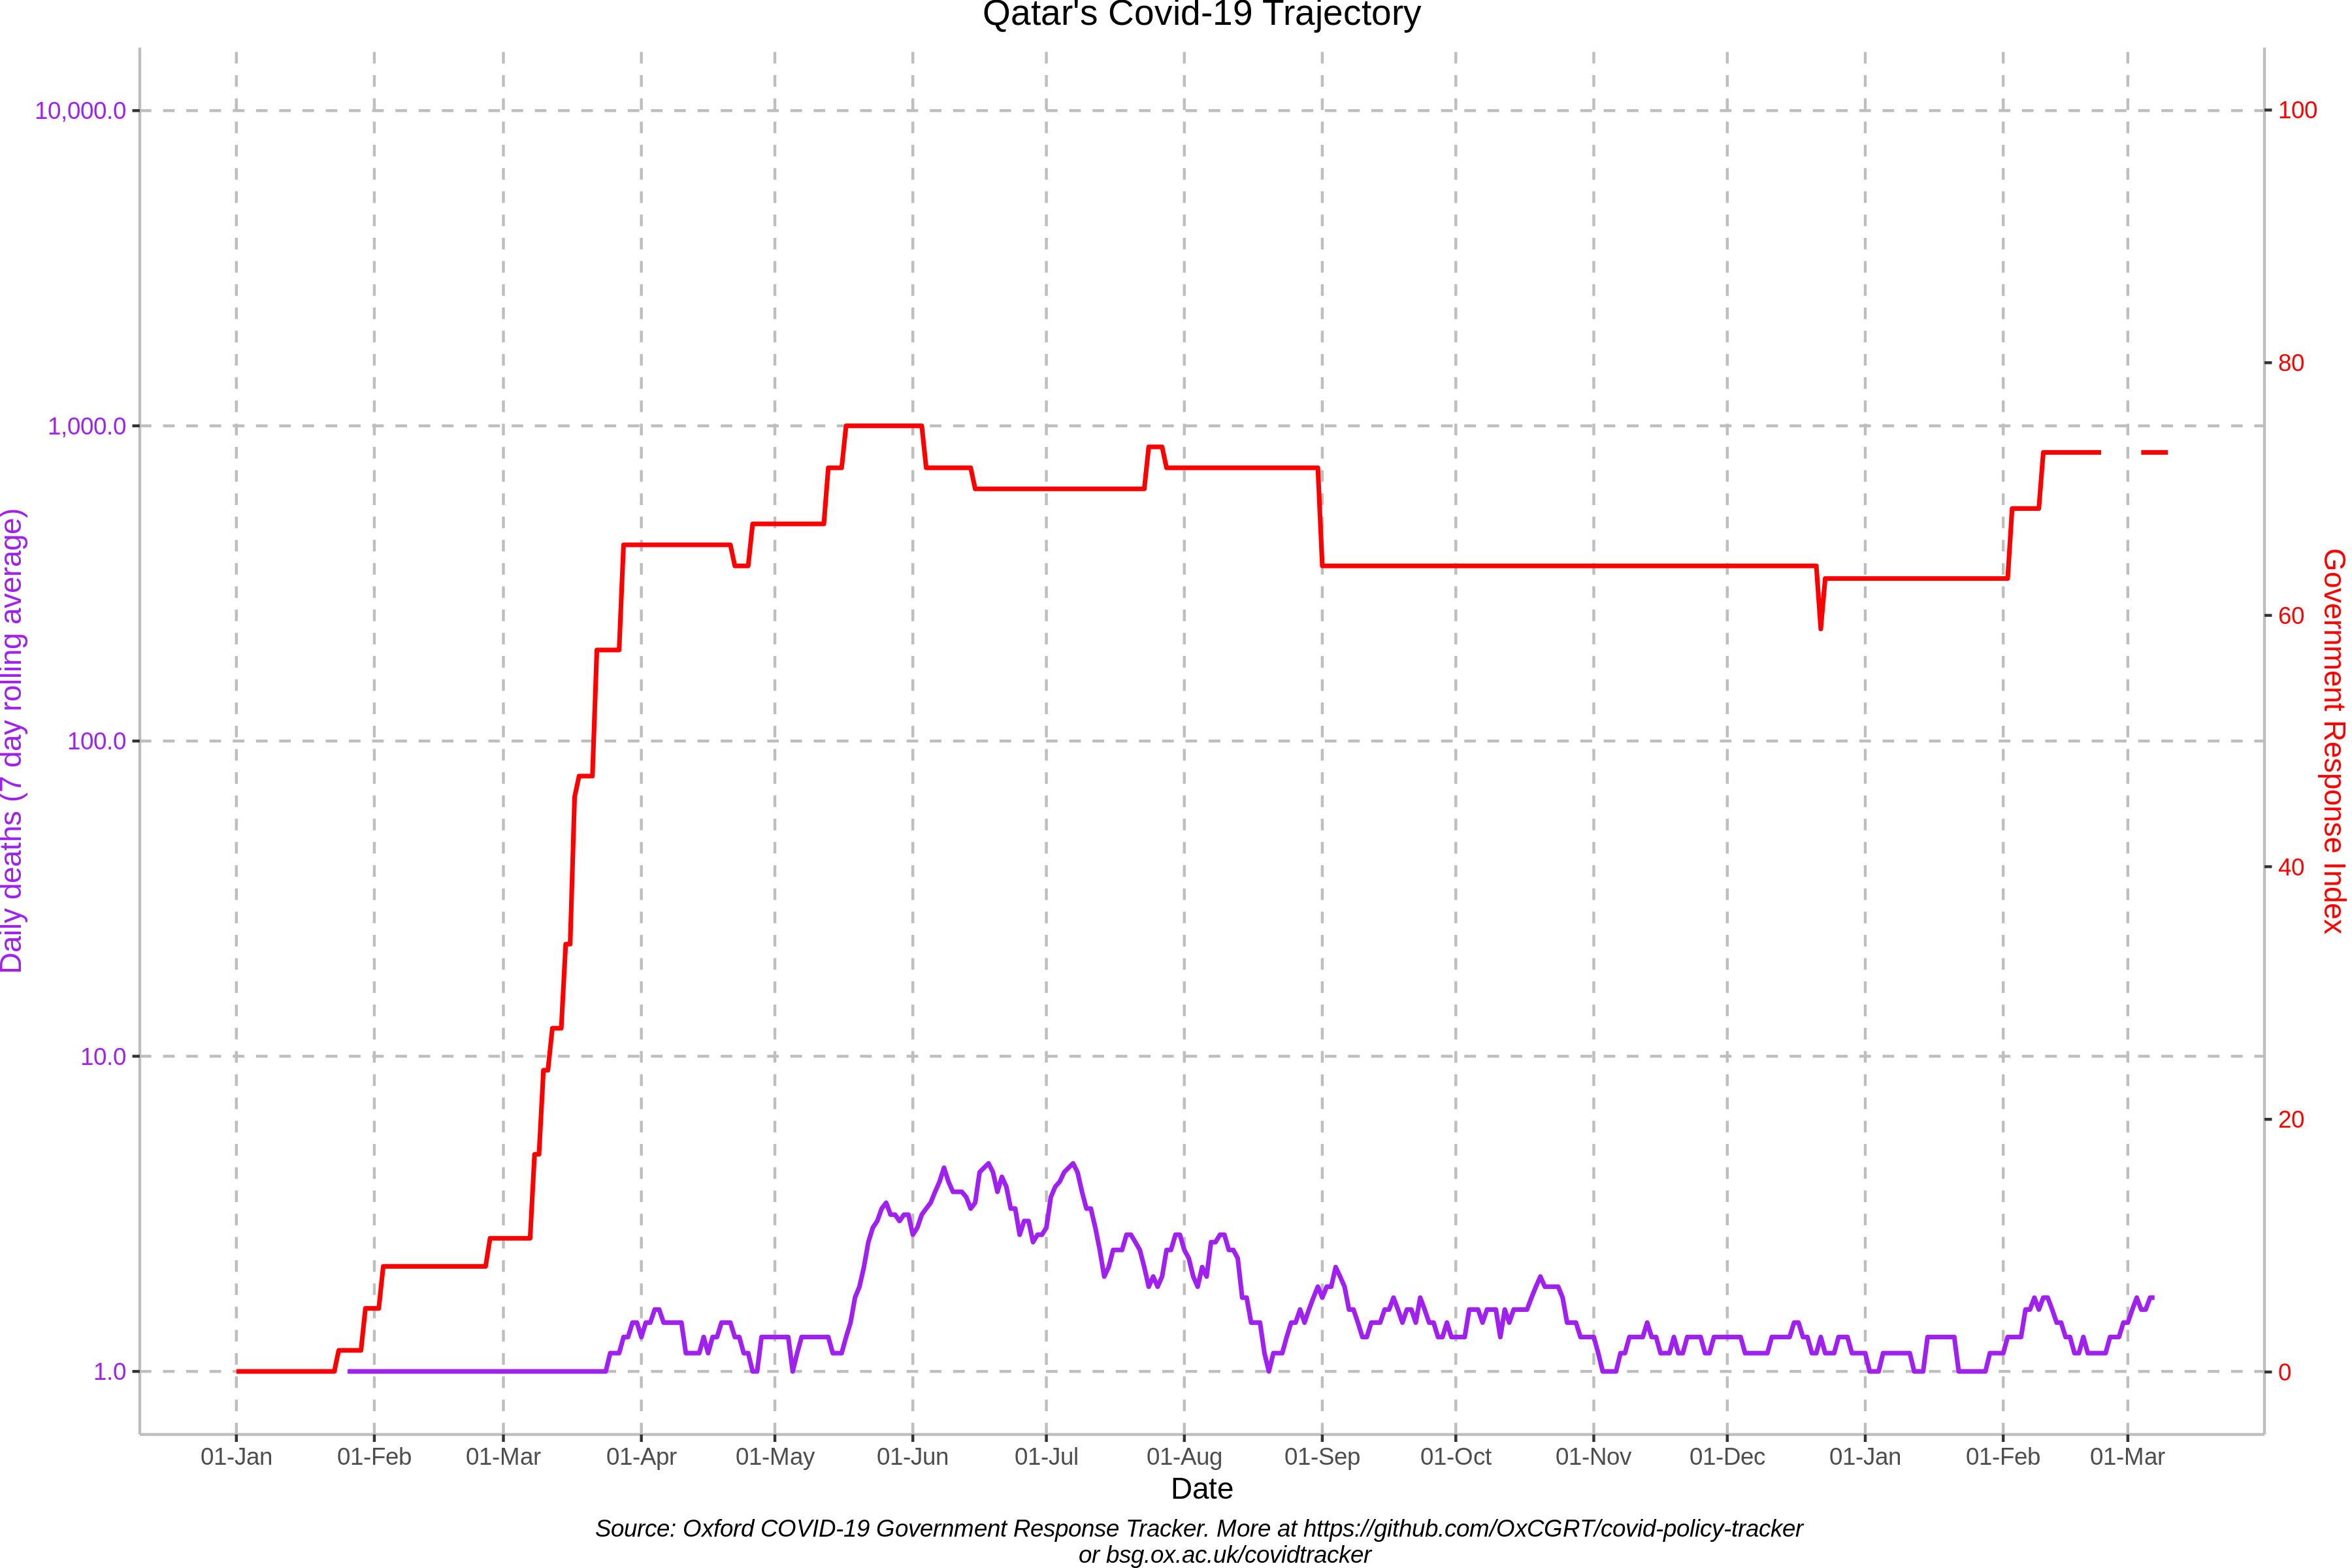 Qatar's Covid-19 Trajectory
10,000.0
1,000.0
100.0
10.0
1.0
Daily deaths (7 day rolling average)
100
80
60
40
20
0
Government Response Index
01-Jan
01-Feb
01-Mar
01-Apr
01-May
01-Jun
01-Jul
01-Aug
01-Sep
01-Oct
01-Nov
01-Dec
01-Jan
01-Feb
01-Mar
Date
Source: Oxford COVID-19 Government Response Tracker. More at https://github.com/OxCGRT/covid-policy-tracker
or bsg.ox.ac.uk/covidtracker